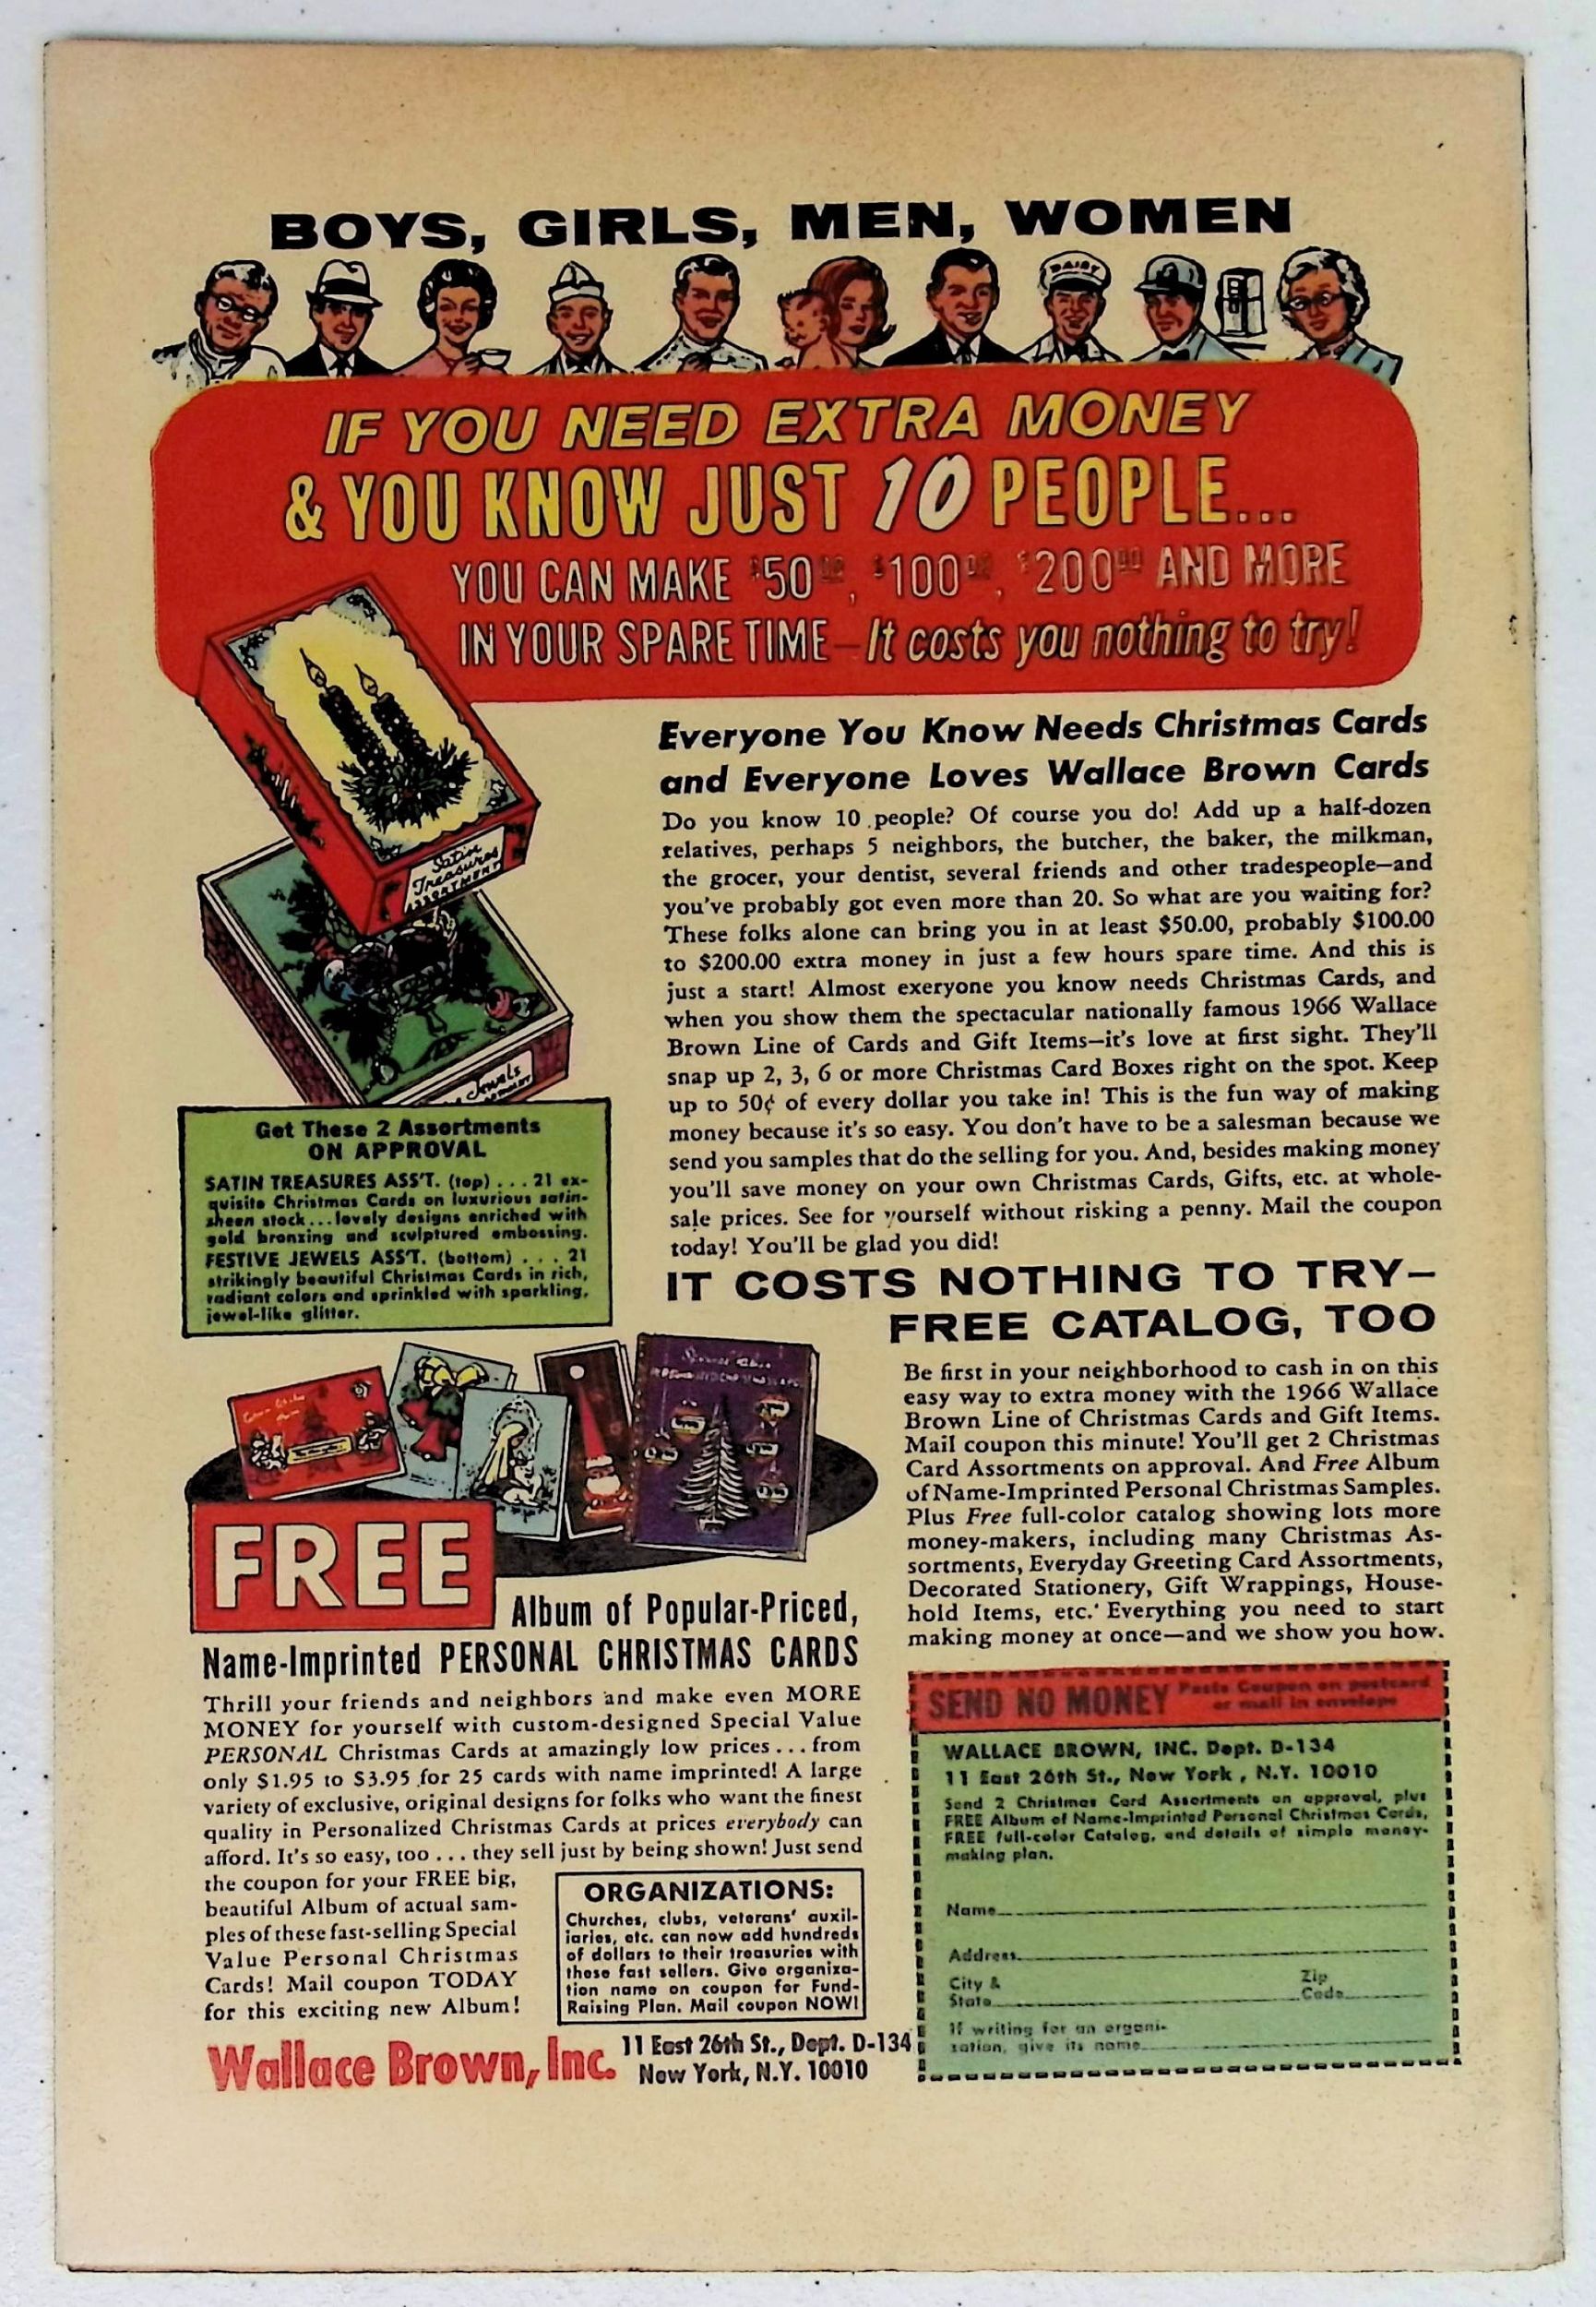 BOYS, GIRLS, MEN, WOMEN
DAIRY
IF YOU NEED EXTRA MONEY
& YOU KNOW JUST 10 PEOPLE...
YOU CAN MAKE $50.00, $100.00, $200.00 AND MORE
IN YOUR SPARE TIME—It costs you nothing to try!
Satin
Treasures
ASSORTMENT
Jewels
Everyone You Know Needs Christmas Cards
and Everyone Loves Wallace Brown Cards
Do you know 10 people? Of course you do! Add up a half-dozen
relatives, perhaps 5 neighbors, the butcher, the baker, the milkman,
the grocer, your dentist, several friends and other tradespeople—and
you've probably got even more than 20. So what are you waiting for?
These folks alone can bring you in at least $50.00, probably $100.00
to $200.00 extra money in just a few hours spare time. And this is
just a start! Almost exeryone you know needs Christmas Cards, and
when you show them the spectacular nationally famous 1966 Wallace
Brown Line of Cards and Gift Items—it's love at first sight. They'll
snap up 2, 3, 6 or more Christmas Card Boxes right on the spot. Keep
up to 50¢ of every dollar you take in! This is the fun way of making
money because it's so easy. You don't have to be a salesman because we
send you samples that do the selling for you. And, besides making money
you'll save money on your own Christmas Cards, Gifts, etc. at whole-
sale prices. See for yourself without risking a penny. Mail the coupon
today! You'll be glad you did!
Get These 2 Assortments
ON APPROVAL
SATIN TREASURES ASS'T. (top) . . . 21 ex-
quisite Christmas Cards on luxurious satin-
sheen stock...lovely designs enriched with
gold bronzing and sculptured embossing.
FESTIVE JEWELS ASS'T. (bottom) . . . 21
strikingly beautiful Christmas Cards in rich,
radiant colors and sprinkled with sparkling,
jewel-like glitter.
IT COSTS NOTHING TO TRY—
FREE CATALOG, TOO
Be first in your neighborhood to cash in on this
easy way to extra money with the 1966 Wallace
Brown Line of Christmas Cards and Gift Items.
Mail coupon this minute! You'll get 2 Christmas
Card Assortments on approval. And Free Album
of Name-Imprinted Personal Christmas Samples.
Plus Free full-color catalog showing lots more
money-makers, including many Christmas As-
sortments, Everyday Greeting Card Assortments,
Decorated Stationery, Gift Wrappings, House-
hold Items, etc. Everything you need to start
making money at once—and we show you how.
FREE
Album of Popular-Priced,
Name-Imprinted PERSONAL CHRISTMAS CARDS
Thrill your friends and neighbors and make even MORE
MONEY for yourself with custom-designed Special Value
PERSONAL Christmas Cards at amazingly low prices . . . from
only $1.95 to $3.95 for 25 cards with name imprinted! A large
variety of exclusive, original designs for folks who want the finest
quality in Personalized Christmas Cards at prices everybody can
afford. It's so easy, too . . . they sell just by being shown! Just send
the coupon for your FREE big,
beautiful Album of actual sam-
ples of these fast-selling Special
Value Personal Christmas
Cards! Mail coupon TODAY
for this exciting new Album!
ORGANIZATIONS:
Churches, clubs, veterans' auxil-
iaries, etc. can now add hundreds
of dollars to their treasuries with
these fast sellers. Give organiza-
tion name on coupon for Fund-
Raising Plan. Mail coupon NOW!
Wallace Brown, Inc.
11 East 26th St., Dept. D-134
New York, N.Y. 10010
SEND NO MONEY
Paste Coupon on postcard
or mail in envelope
WALLACE BROWN, INC. Dept. D-134
11 East 26th St., New York, N.Y. 10010
Send 2 Christmas Card Assortments on approval, plus
FREE Album of Name-Imprinted Personal Christmas Cards,
FREE full-color Catalog, and details of simple money-
making plan.
Name
Address
City &
State
Zip
Code
If writing for an organi-
zation, give its name